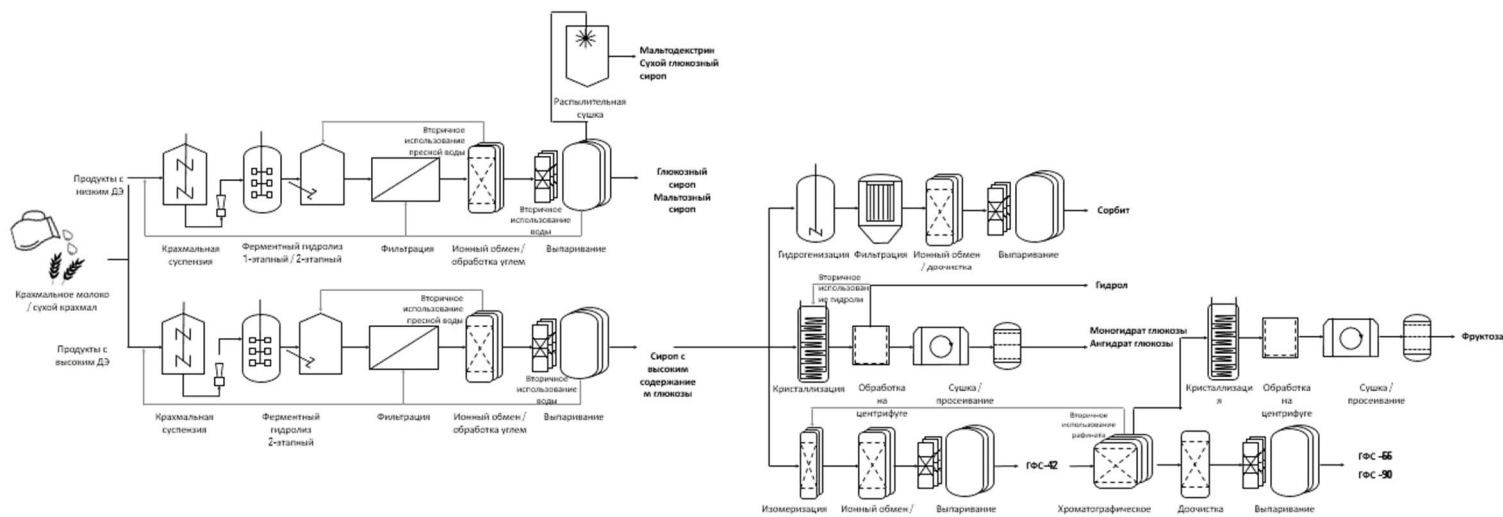 Мальтодекстрин
Сухой глюкозный
сироп
Распылительная
сушка
Вторичное
использование
пресной воды
Продукты с
низким ДЭ
Глюкозный
сироп
Мальтозный
сироп
Вторичное
использование
воды
Крахмальная
суспензия
Ферментный гидролиз
1-этапный / 2-этапный
Фильтрация
Ионный обмен /
обработка углем
Выпаривание
Крахмальное молоко
/ сухой крахмал
Вторичное
использование
пресной воды
Продукты с
высоким ДЭ
Сироп с
высоким
содержание
м глюкозы
Вторичное
использование
воды
Крахмальная
суспензия
Ферментный
гидролиз
2-этапный
Фильтрация
Ионный обмен /
обработка углем
Выпаривание
Сорбит
Гидрогенизация
Фильтрация
Ионный обмен
/ доочистка
Выпаривание
Вторичное
использован
ие гидроли
Гидрол
Моногидрат глюкозы
Ангидрат глюкозы
Кристаллизация
Обработка
на
центрифуге
Сушка /
просеивание
Фруктоза
Кристаллизаци
я
Обработка
на
центрифуге
Сушка /
просеивание
Вторичное
использование
рафината
ГФС -42
ГФС -55
ГФС -90
Изомеризация
Ионный обмен /
Выпаривание
Хроматографическое
Доочистка
Выпаривание